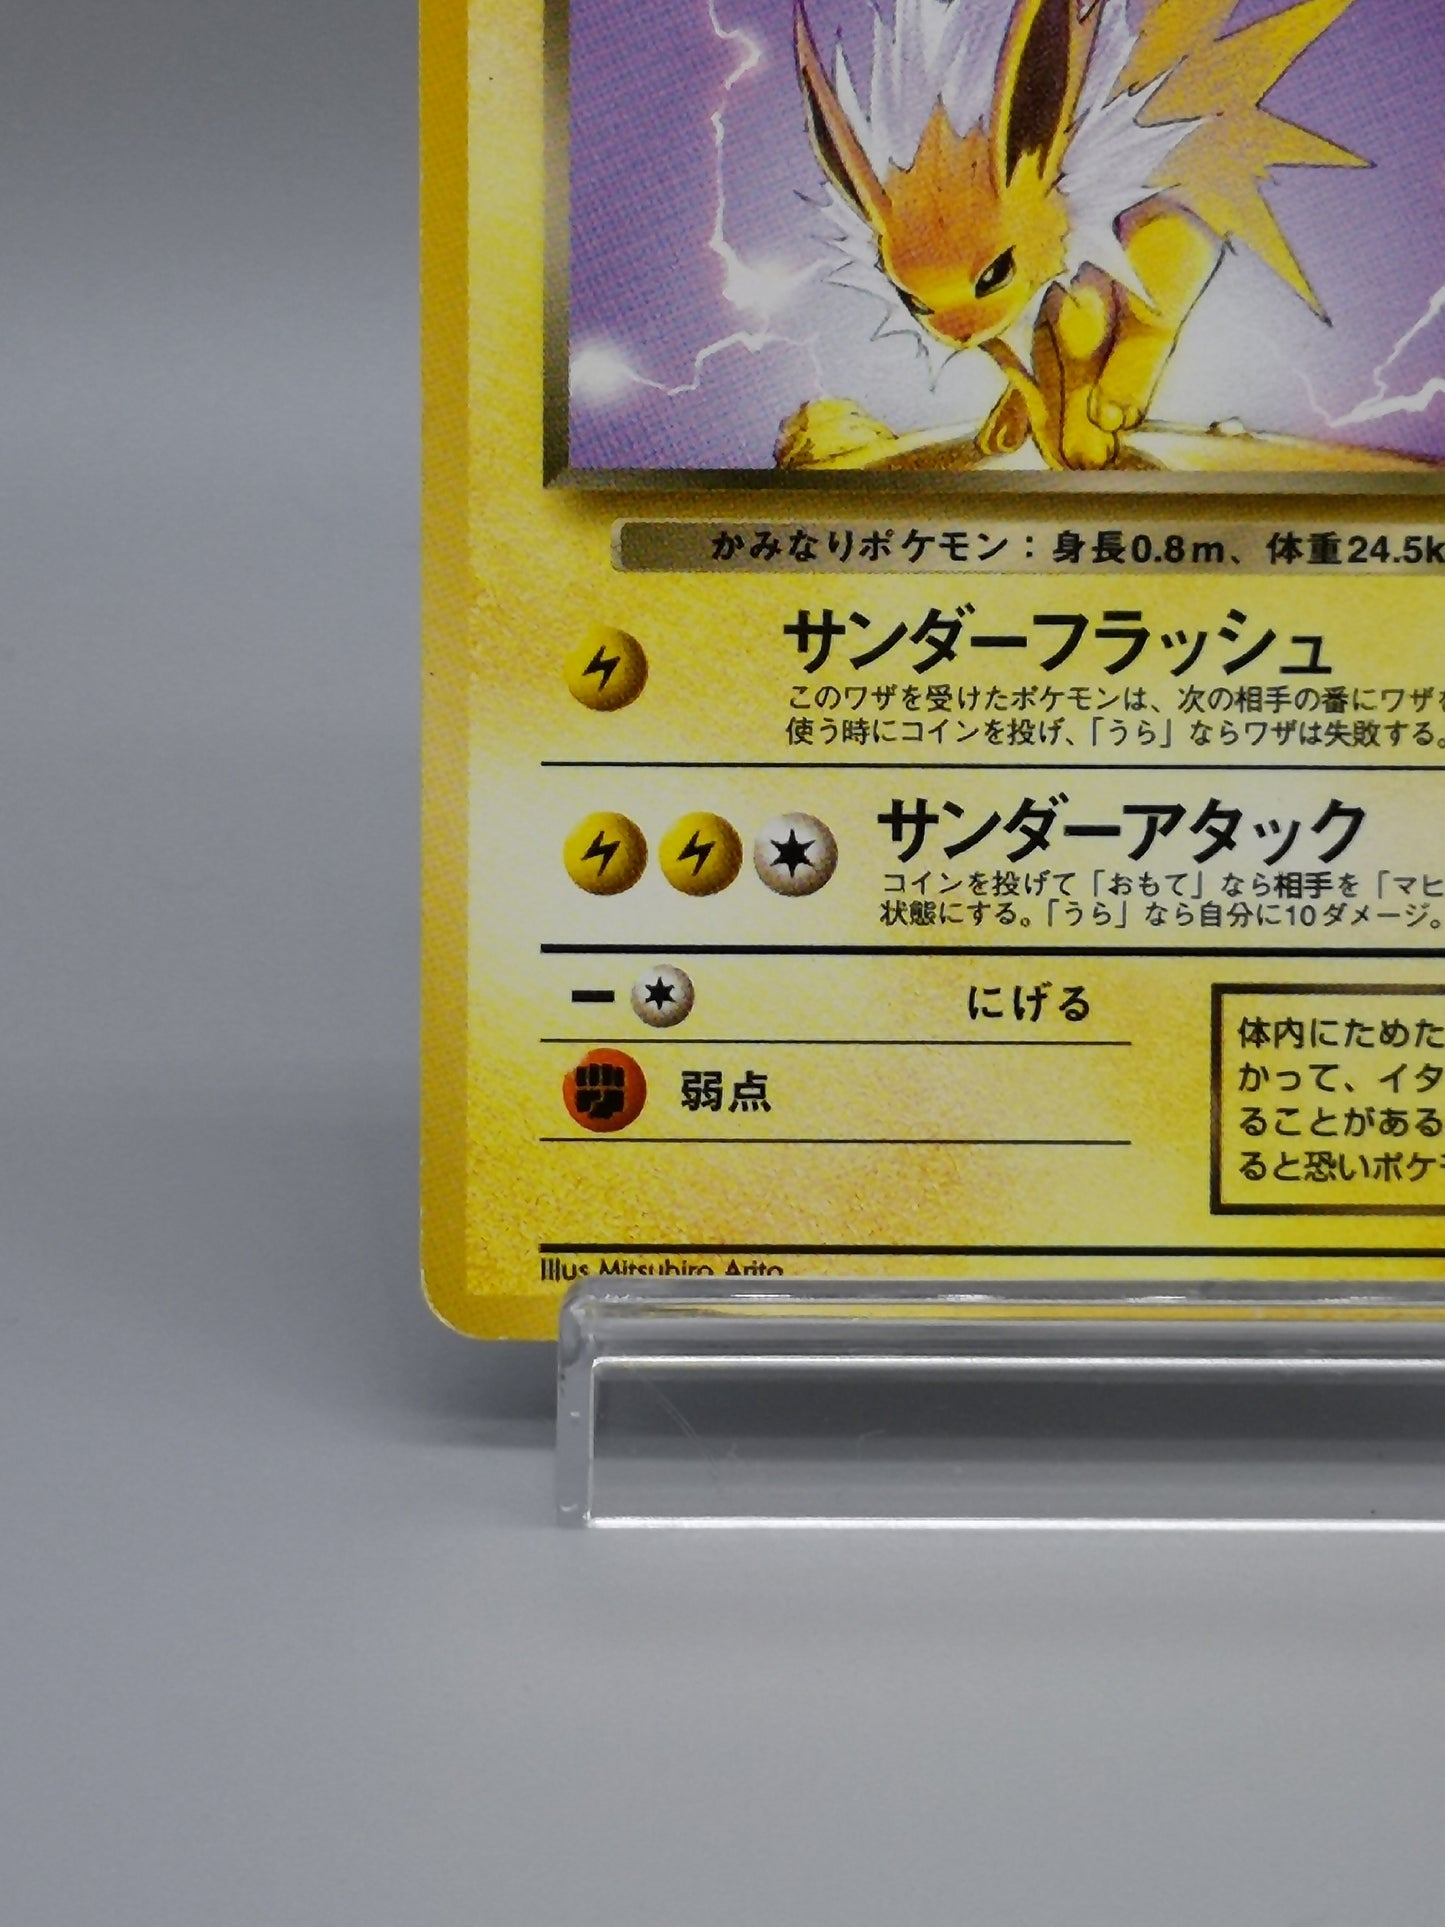 かみなりポケモン：身長0.8m、体重24.5k
サンダーフラッシュ
このワザを受けたポケモンは、次の相手の番にワザを
使う時にコインを投げ、「うら」ならワザは失敗する。
サンダーアタック
コインを投げて「おもて」なら相手を「マヒ
状態にする。「うら」なら自分に10ダメージ。
にげる
弱点
体内にためた
かって、イタ
ることがある
ると恐いポケモ
Illus Mitsuhiro Arita